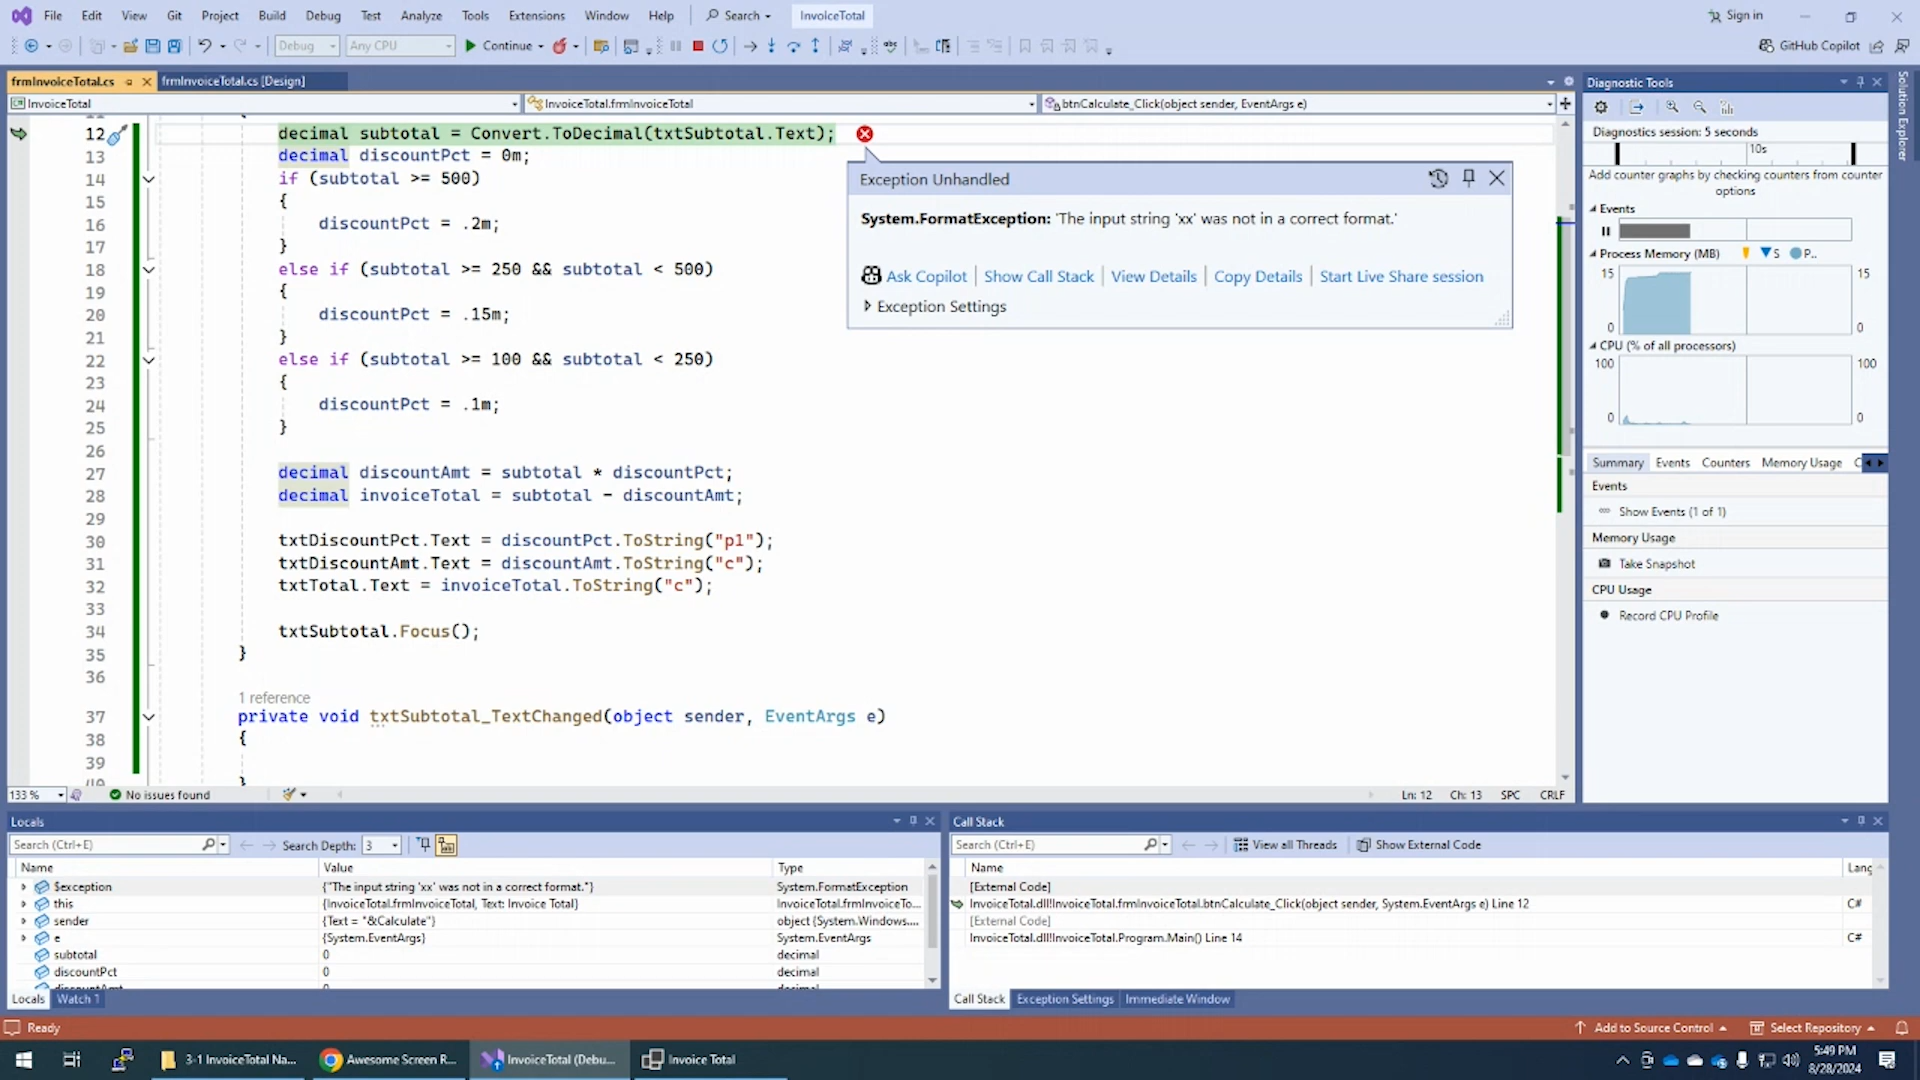 File Edit View Git Project Build Debug Test Analyze Tools Extensions Window Help Search InvoiceTotal Sign in
Debug Any CPU Continue GitHub Copilot
frmInvoiceTotal.cs frmInvoiceTotal.cs [Design]
InvoiceTotal InvoiceTotal.frmInvoiceTotal btnCalculate_Click(object sender, EventArgs e)
12 decimal subtotal = Convert.ToDecimal(txtSubtotal.Text);
13 decimal discountPct = 0m;
14 if (subtotal >= 500)
15 {
16 discountPct = .2m;
17 }
18 else if (subtotal >= 250 && subtotal < 500)
19 {
20 discountPct = .15m;
21 }
22 else if (subtotal >= 100 && subtotal < 250)
23 {
24 discountPct = .1m;
25 }
26
27 decimal discountAmt = subtotal * discountPct;
28 decimal invoiceTotal = subtotal - discountAmt;
29
30 txtDiscountPct.Text = discountPct.ToString("p1");
31 txtDiscountAmt.Text = discountAmt.ToString("c");
32 txtTotal.Text = invoiceTotal.ToString("c");
33
34 txtSubtotal.Focus();
35 }
36
1 reference
37 private void txtSubtotal_TextChanged(object sender, EventArgs e)
38 {
39
40 }
Exception Unhandled
System.FormatException: 'The input string 'xx' was not in a correct format.'
Ask Copilot Show Call Stack View Details Copy Details Start Live Share session
Exception Settings
133 % No issues found Ln: 12 Ch: 13 SPC CRLF
Diagnostic Tools
Diagnostics session: 5 seconds
10s
Add counter graphs by checking counters from counter
options
Events
Process Memory (MB) S P..
15 15
0 0
CPU (% of all processors)
100 100
0 0
Summary Events Counters Memory Usage C
Events
Show Events (1 of 1)
Memory Usage
Take Snapshot
CPU Usage
Record CPU Profile
Solution Explorer
Locals
Search (Ctrl+E) Search Depth: 3
Name Value Type
$exception {"The input string 'xx' was not in a correct format."} System.FormatException
this {InvoiceTotal.frmInvoiceTotal, Text: Invoice Total} InvoiceTotal.frmInvoiceTo...
sender {Text = "&Calculate"} object {System.Windows....
e {System.EventArgs} System.EventArgs
subtotal 0 decimal
discountPct 0 decimal
discountAmt 0 decimal
Locals Watch 1
Call Stack
Search (Ctrl+E) View all Threads Show External Code
Name Lang
[External Code]
InvoiceTotal.dll!InvoiceTotal.frmInvoiceTotal.btnCalculate_Click(object sender, System.EventArgs e) Line 12 C#
[External Code]
InvoiceTotal.dll!InvoiceTotal.Program.Main() Line 14 C#
Call Stack Exception Settings Immediate Window
Ready Add to Source Control Select Repository
3-1 InvoiceTotal Na... Awesome Screen R... InvoiceTotal (Debu... Invoice Total
5:49 PM
8/28/2024